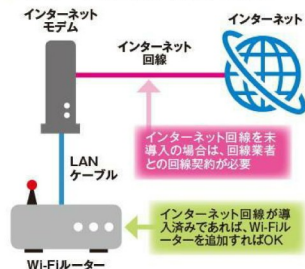 インターネット
モデム
インターネット
回線
インターネット
インターネット回線を未
導入の場合は、回線業者
との回線契約が必要
LAN
ケーブル
インターネット回線が導
入済みであれば、Wi-Fiル
ーターを追加すればOK
Wi-Fiルーター